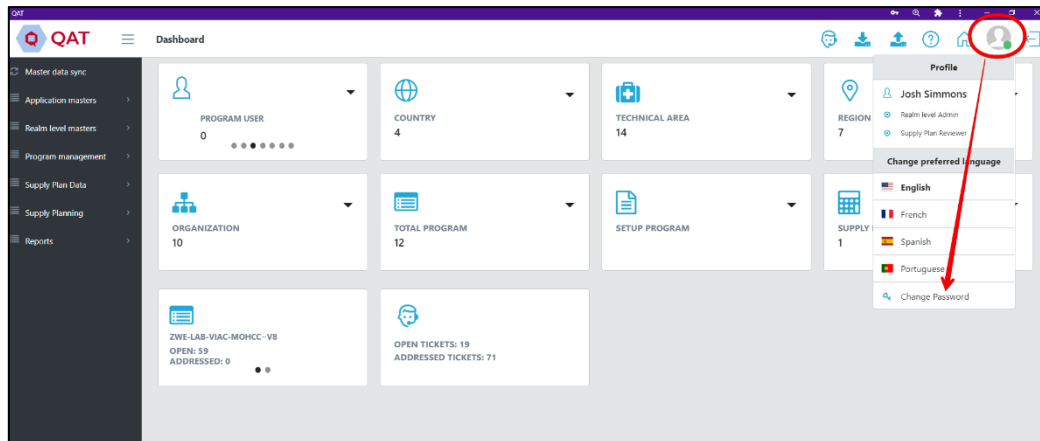 QAT
QAT
Dashboard
Master data sync
Application masters
Realm level masters
Program management
Supply Plan Data
Supply Planning
Reports
PROGRAM USER
0
COUNTRY
4
TECHNICAL AREA
14
REGION
7
ORGANIZATION
10
TOTAL PROGRAM
12
SETUP PROGRAM
SUPPLY
1
ZWE-LAB-VIAC-MOHCC--V8
OPEN: 59
ADDRESSED: 0
OPEN TICKETS: 19
ADDRESSED TICKETS: 71
Profile
Josh Simmons
Realm level Admin
Supply Plan Reviewer
Change preferred language
English
French
Spanish
Portuguese
Change Password